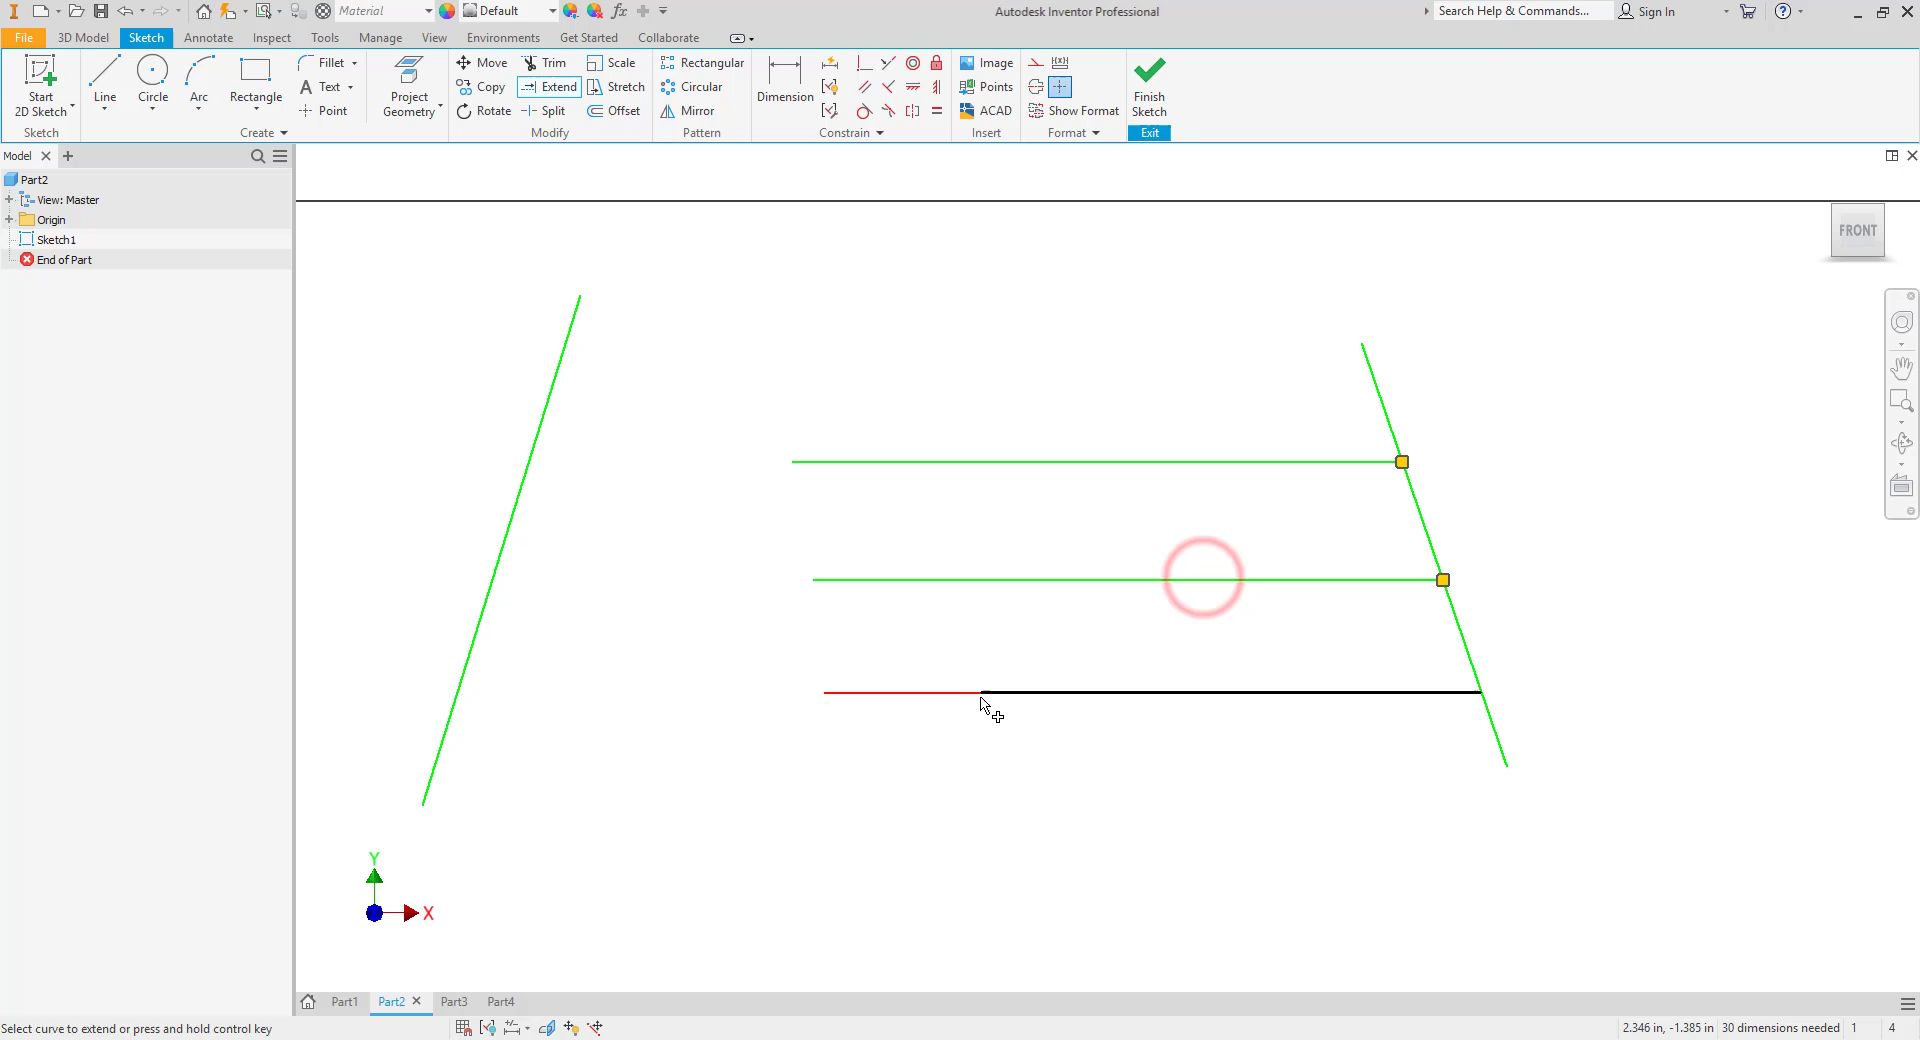 Material
Default
Autodesk Inventor Professional
Search Help & Commands...
Sign In
File
3D Model
Sketch
Annotate
Inspect
Tools
Manage
View
Environments
Get Started
Collaborate
Start
2D Sketch
Line
Circle
Arc
Rectangle
Fillet
Text
Point
Project
Geometry
Move
Copy
Rotate
Trim
Extend
Split
Scale
Stretch
Offset
Rectangular
Circular
Mirror
Dimension
Image
Points
ACAD
Show Format
Finish
Sketch
Sketch
Create
Modify
Pattern
Constrain
Insert
Format
Exit
Model
Part2
View: Master
Origin
Sketch1
End of Part
FRONT
Y
X
Part1
Part2
Part3
Part4
Select curve to extend or press and hold control key
2.346 in, -1.385 in
30 dimensions needed
1
4